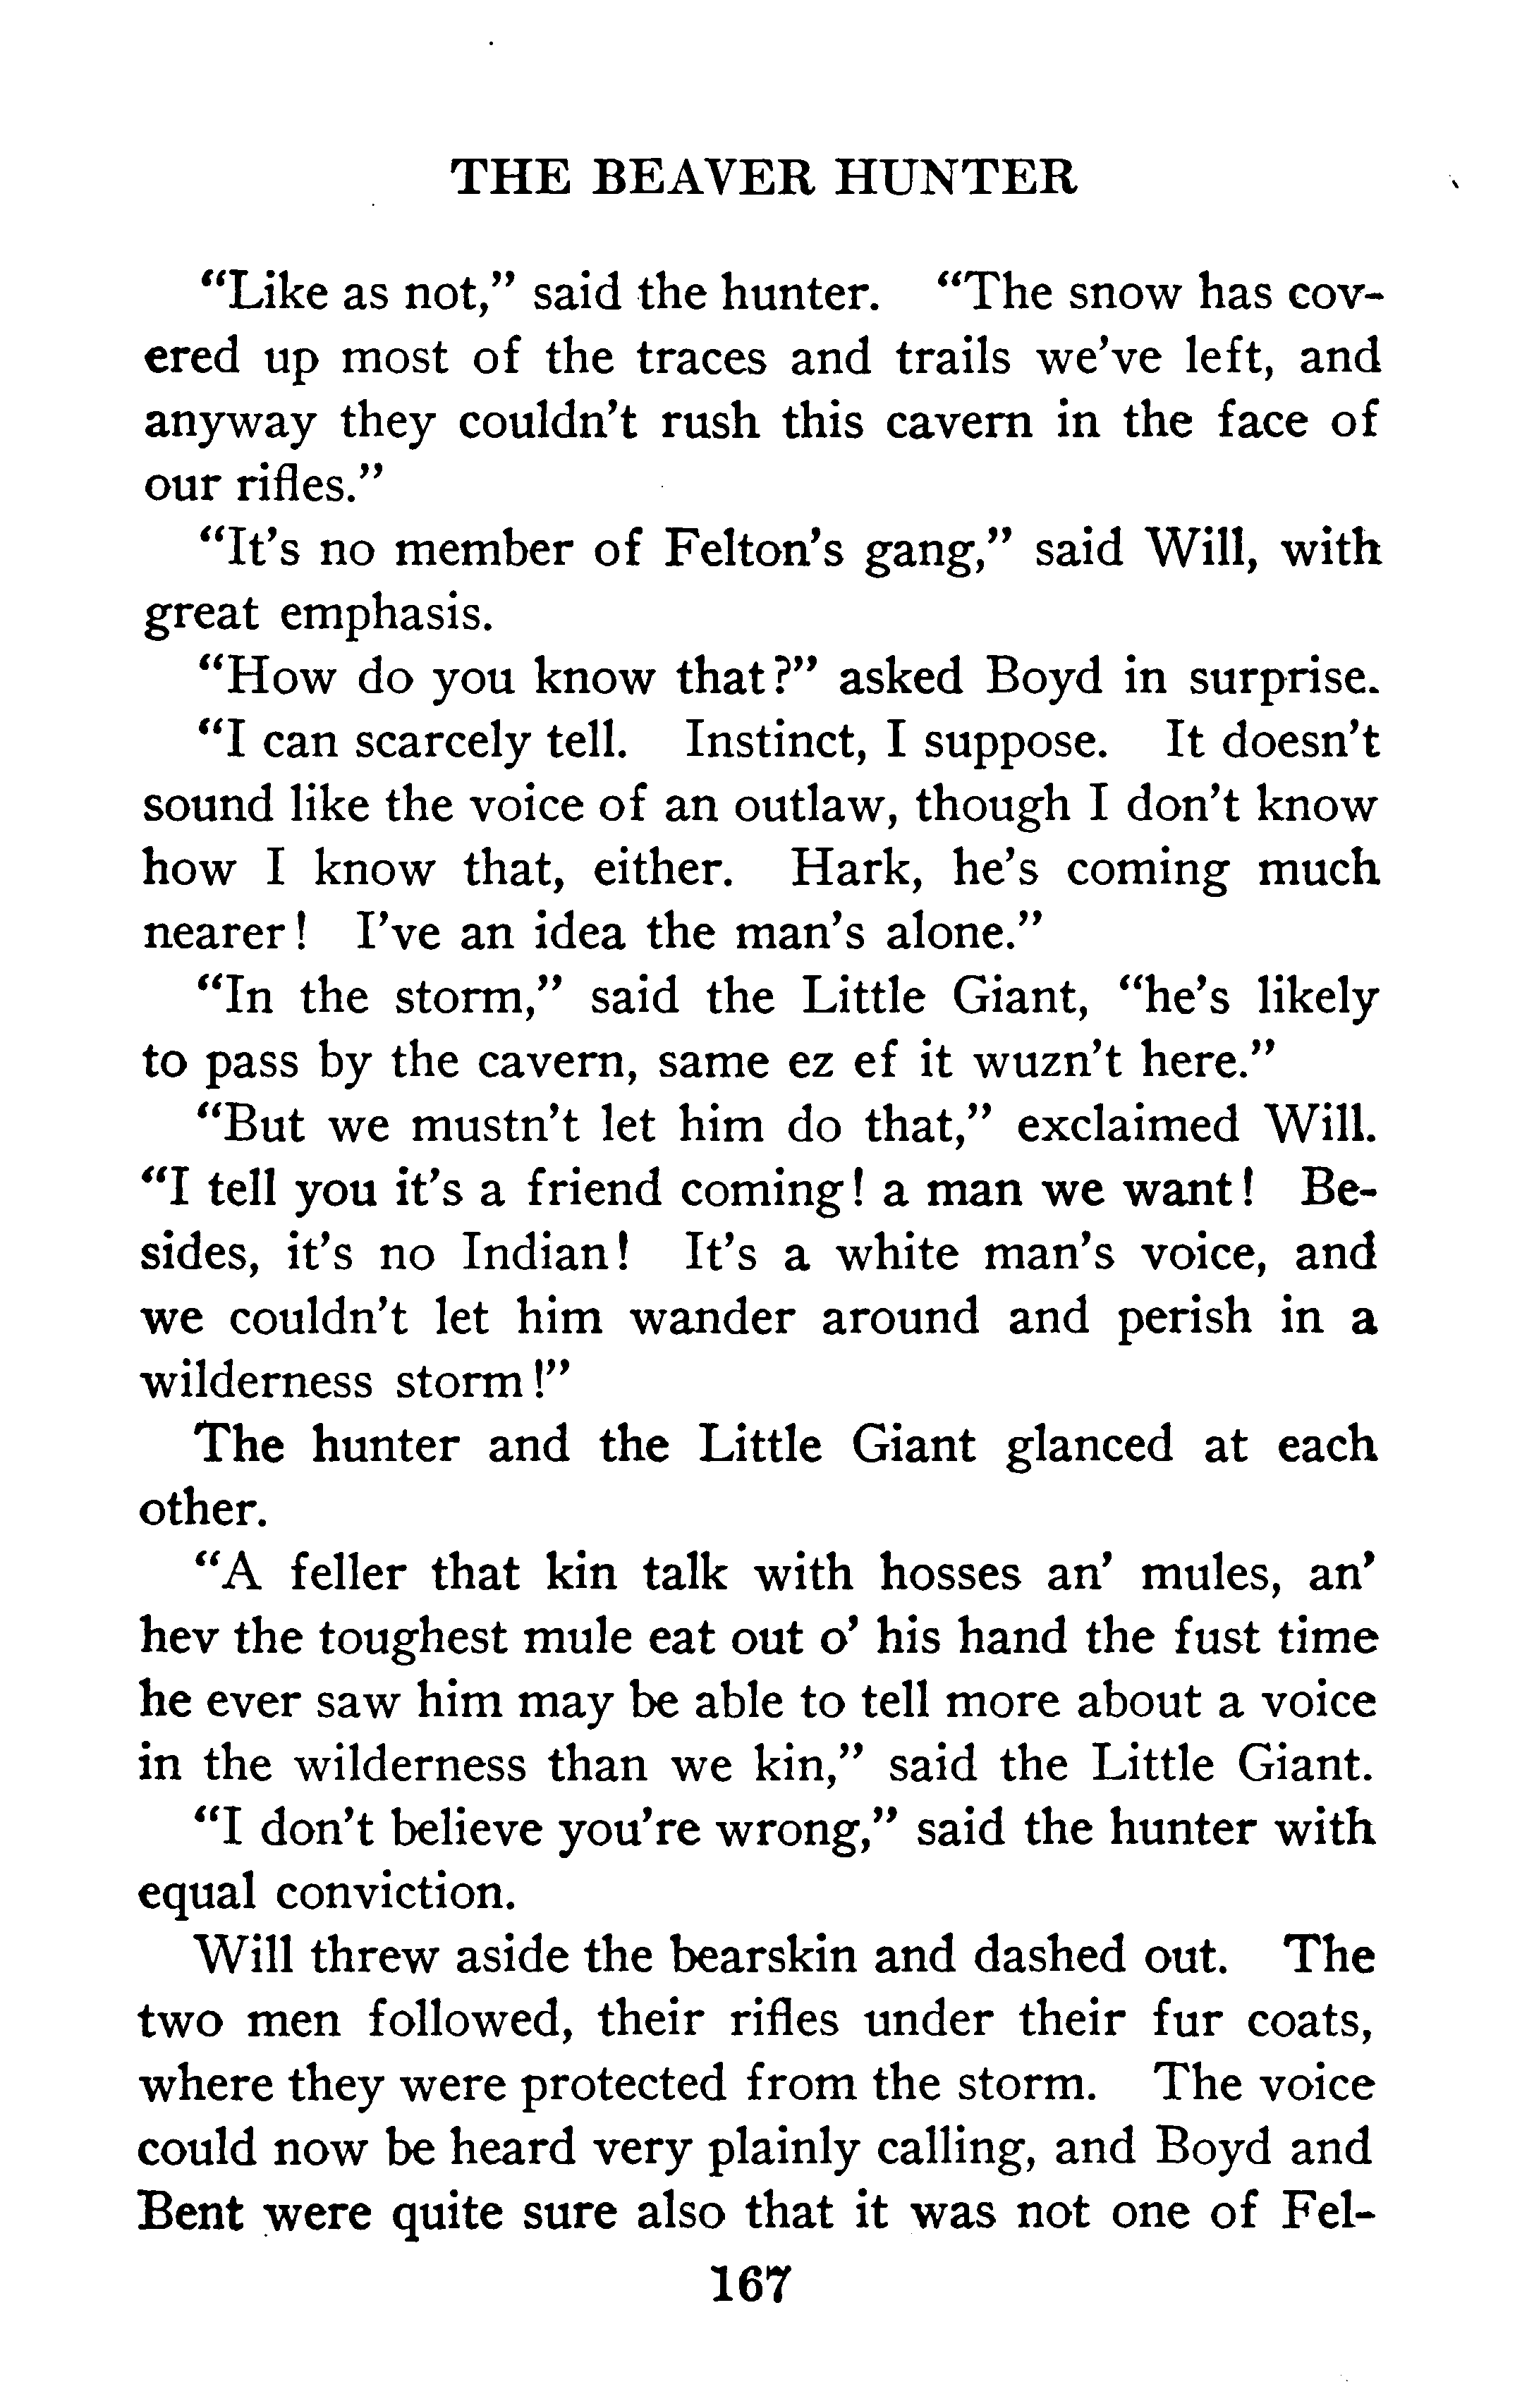 THE BEAVER HUNTER
"Like as not," said the hunter. "The snow has cov-
ered up most of the traces and trails we've left, and
anyway they couldn't rush this cavern in the face of
our rifles."
"It's no member of Felton's gang," said Will, with
great emphasis.
"How do you know that?" asked Boyd in surprise.
"I can scarcely tell. Instinct, I suppose. It doesn't
sound like the voice of an outlaw, though I don't know
how I know that, either. Hark, he's coming much
nearer! I've an idea the man's alone."
"In the storm," said the Little Giant, "he's likely
to pass by the cavern, same ez ef it wuzn't here."
"But we mustn't let him do that," exclaimed Will.
"I tell you it's a friend coming! a man we want! Be-
sides, it's no Indian! It's a white man's voice, and
we couldn't let him wander around and perish in a
wilderness storm!"
The hunter and the Little Giant glanced at each
other.
"A feller that kin talk with hosses an' mules, an'
hev the toughest mule eat out o' his hand the fust time
he ever saw him may be able to tell more about a voice
in the wilderness than we kin," said the Little Giant.
"I don't believe you're wrong," said the hunter with
equal conviction.
Will threw aside the bearskin and dashed out. The
two men followed, their rifles under their fur coats,
where they were protected from the storm. The voice
could now be heard very plainly calling, and Boyd and
Bent were quite sure also that it was not one of Fel-
167